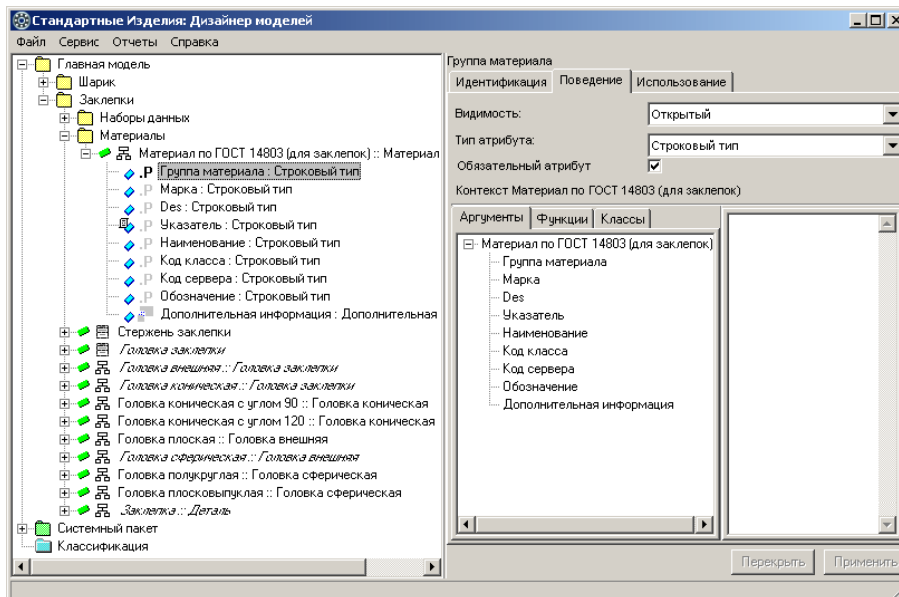 Стандартные Изделия: Дизайнер моделей
Файл Сервис Отчеты Справка
Главная модель
Шарик
Заклепки
Наборы данных
Материалы
Материал по ГОСТ 14803 (для заклепок) :: Материал
.P Группа материала : Строковый тип
.P Марка : Строковый тип
.P Des : Строковый тип
.P Указатель : Строковый тип
.P Наименование : Строковый тип
.P Код класса : Строковый тип
.P Код сервера : Строковый тип
.P Обозначение : Строковый тип
Дополнительная информация : Дополнительная
Стержень заклепки
Головка заклепки
Головка внешняя :: Головка заклепки
Головка коническая :: Головка заклепки
Головка коническая с углом 90 :: Головка коническая
Головка коническая с углом 120 :: Головка коническая
Головка плоская :: Головка внешняя
Головка сферическая :: Головка внешняя
Головка полукруглая :: Головка сферическая
Головка плосковыпуклая :: Головка сферическая
Заклепка :: Деталь
Системный пакет
Классификация
Группа материала
Идентификация Поведение Использование
Видимость: Открытый
Тип атрибута: Строковый тип
Обязательный атрибут
Контекст Материал по ГОСТ 14803 (для заклепок)
Аргументы Функции Классы
Материал по ГОСТ 14803 (для заклепок)
Группа материала
Марка
Des
Указатель
Наименование
Код класса
Код сервера
Обозначение
Дополнительная информация
Перекрыть Применить